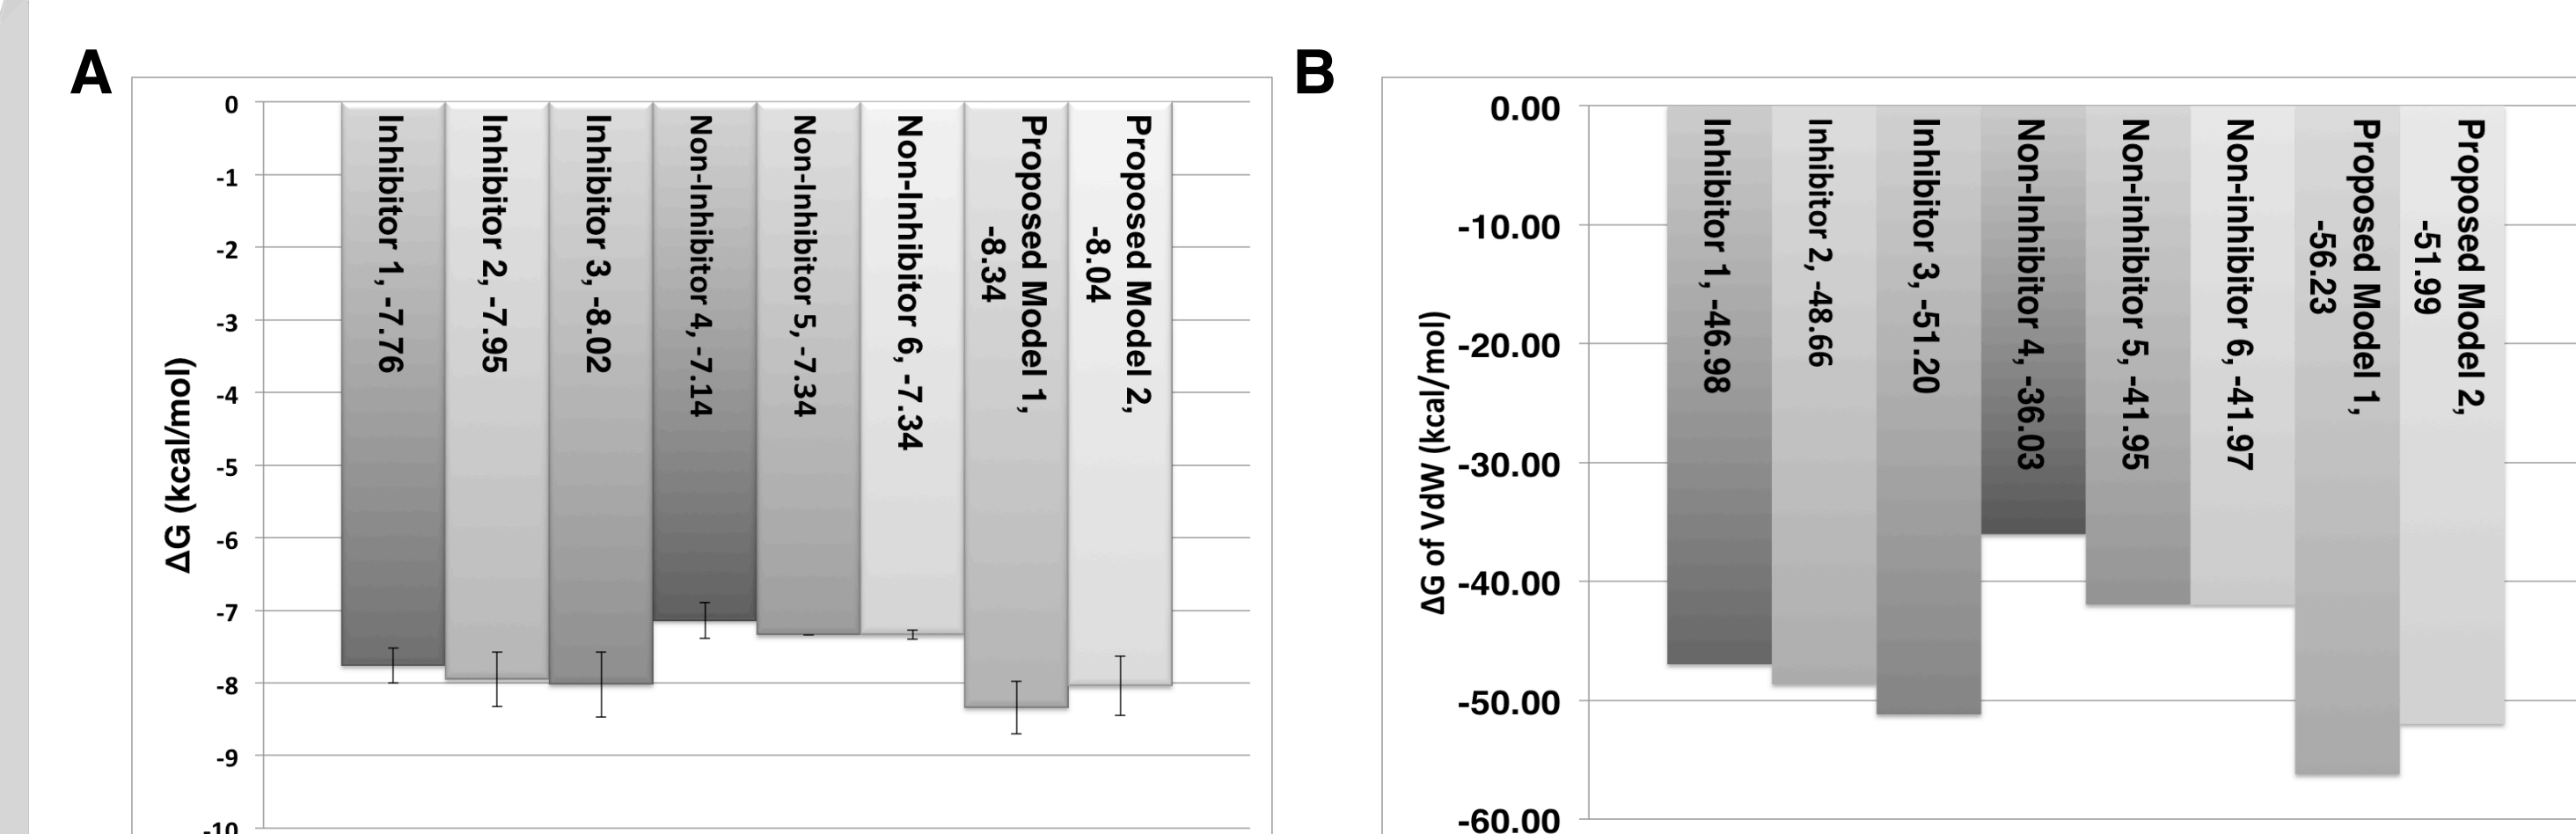 A
0
-1
-2
-3
-4
-5
-6
-7
-8
-9
-10
ΔG (kcal/mol)
Inhibitor 1, -7.76
Inhibitor 2, -7.95
Inhibitor 3, -8.02
Non-Inhibitor 4, -7.14
Non-Inhibitor 5, -7.34
Non-Inhibitor 6, -7.34
Proposed Model 1,
-8.34
Proposed Model 2,
-8.04
B
0.00
-10.00
-20.00
-30.00
-40.00
-50.00
-60.00
ΔG of VdW (kcal/mol)
Inhibitor 1, -46.98
Inhibitor 2, -48.66
Inhibitor 3, -51.20
Non-Inhibitor 4, -36.03
Non-inhibitor 5, -41.95
Non-inhibitor 6, -41.97
Proposed Model 1,
-56.23
Proposed Model 2,
-51.99